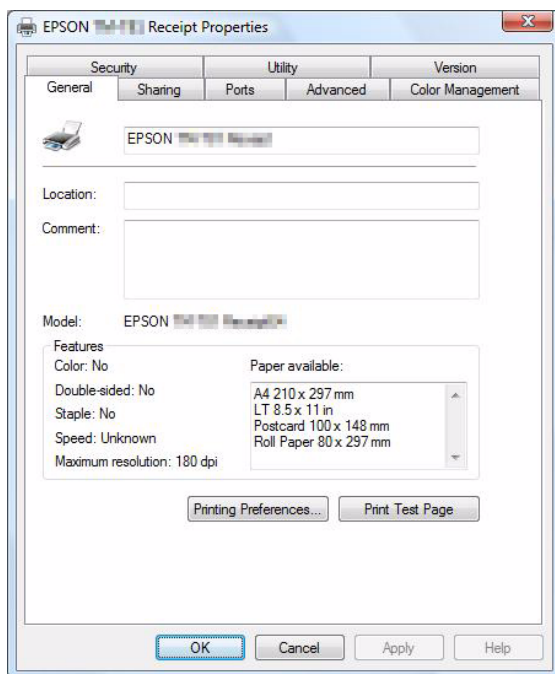 EPSON Receipt Properties
Security Utility Version
General Sharing Ports Advanced Color Management
EPSON
Location:
Comment:
Model: EPSON
Features
Color: No
Double-sided: No
Staple: No
Speed: Unknown
Maximum resolution: 180 dpi
Paper available:
A4 210 x 297 mm
LT 8.5 x 11 in
Postcard 100 x 148 mm
Roll Paper 80 x 297 mm
Printing Preferences... Print Test Page
OK Cancel Apply Help